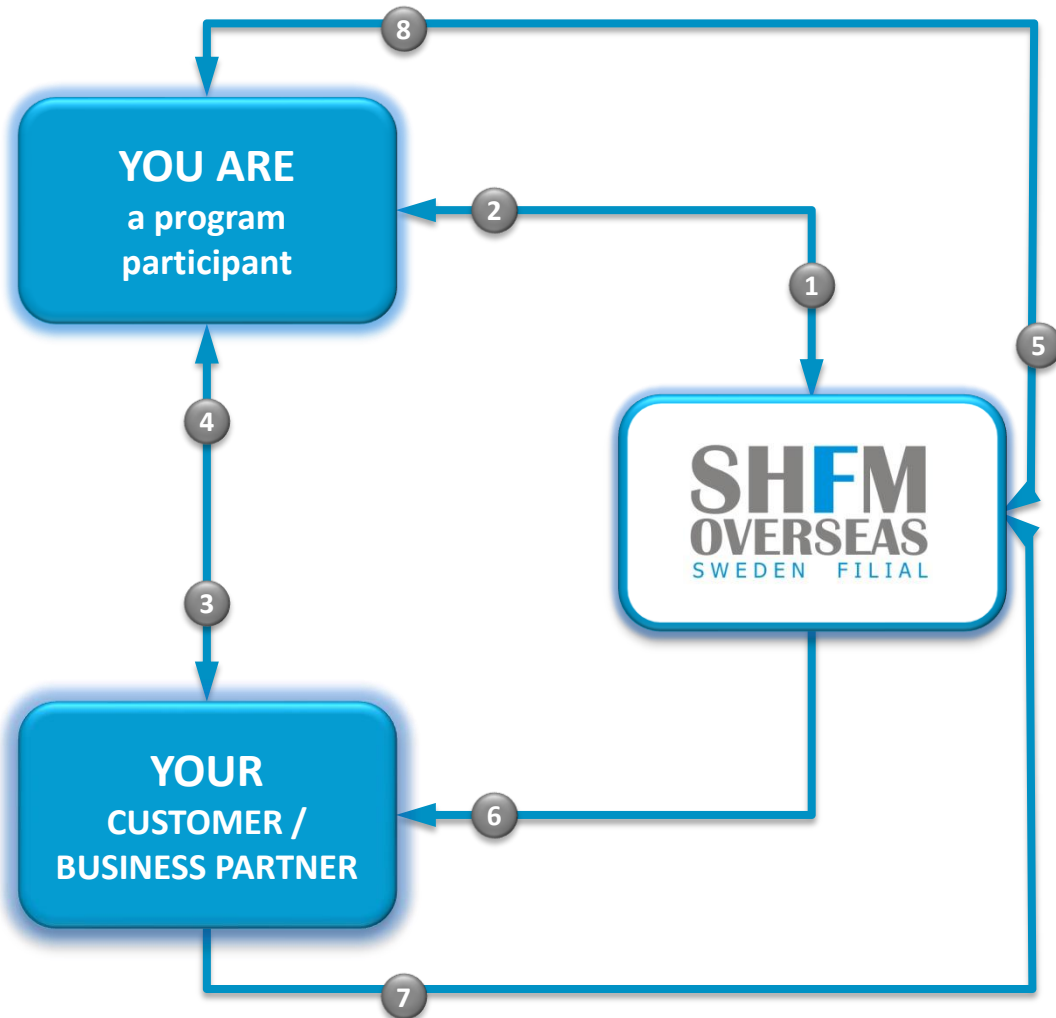 8
YOU ARE
a program
participant
2
1
5
4
SHFM
OVERSEAS
SWEDEN FILIAL
3
YOUR
CUSTOMER /
BUSINESS PARTNER
6
7